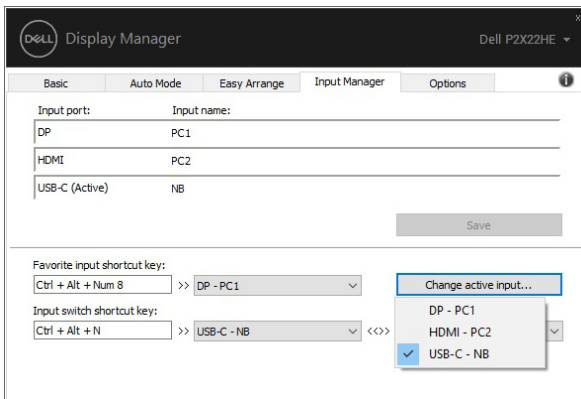 DELL Display Manager Dell P2X22HE
x
Basic Auto Mode Easy Arrange Input Manager Options i
Input port: Input name:
DP PC1
HDMI PC2
USB-C (Active) NB
Save
Favorite input shortcut key:
Ctrl + Alt + Num 8 >> DP - PC1 Change active input...
DP - PC1
Input switch shortcut key:
Ctrl + Alt + N >> USB-C - NB <<>> HDMI - PC2
USB-C - NB